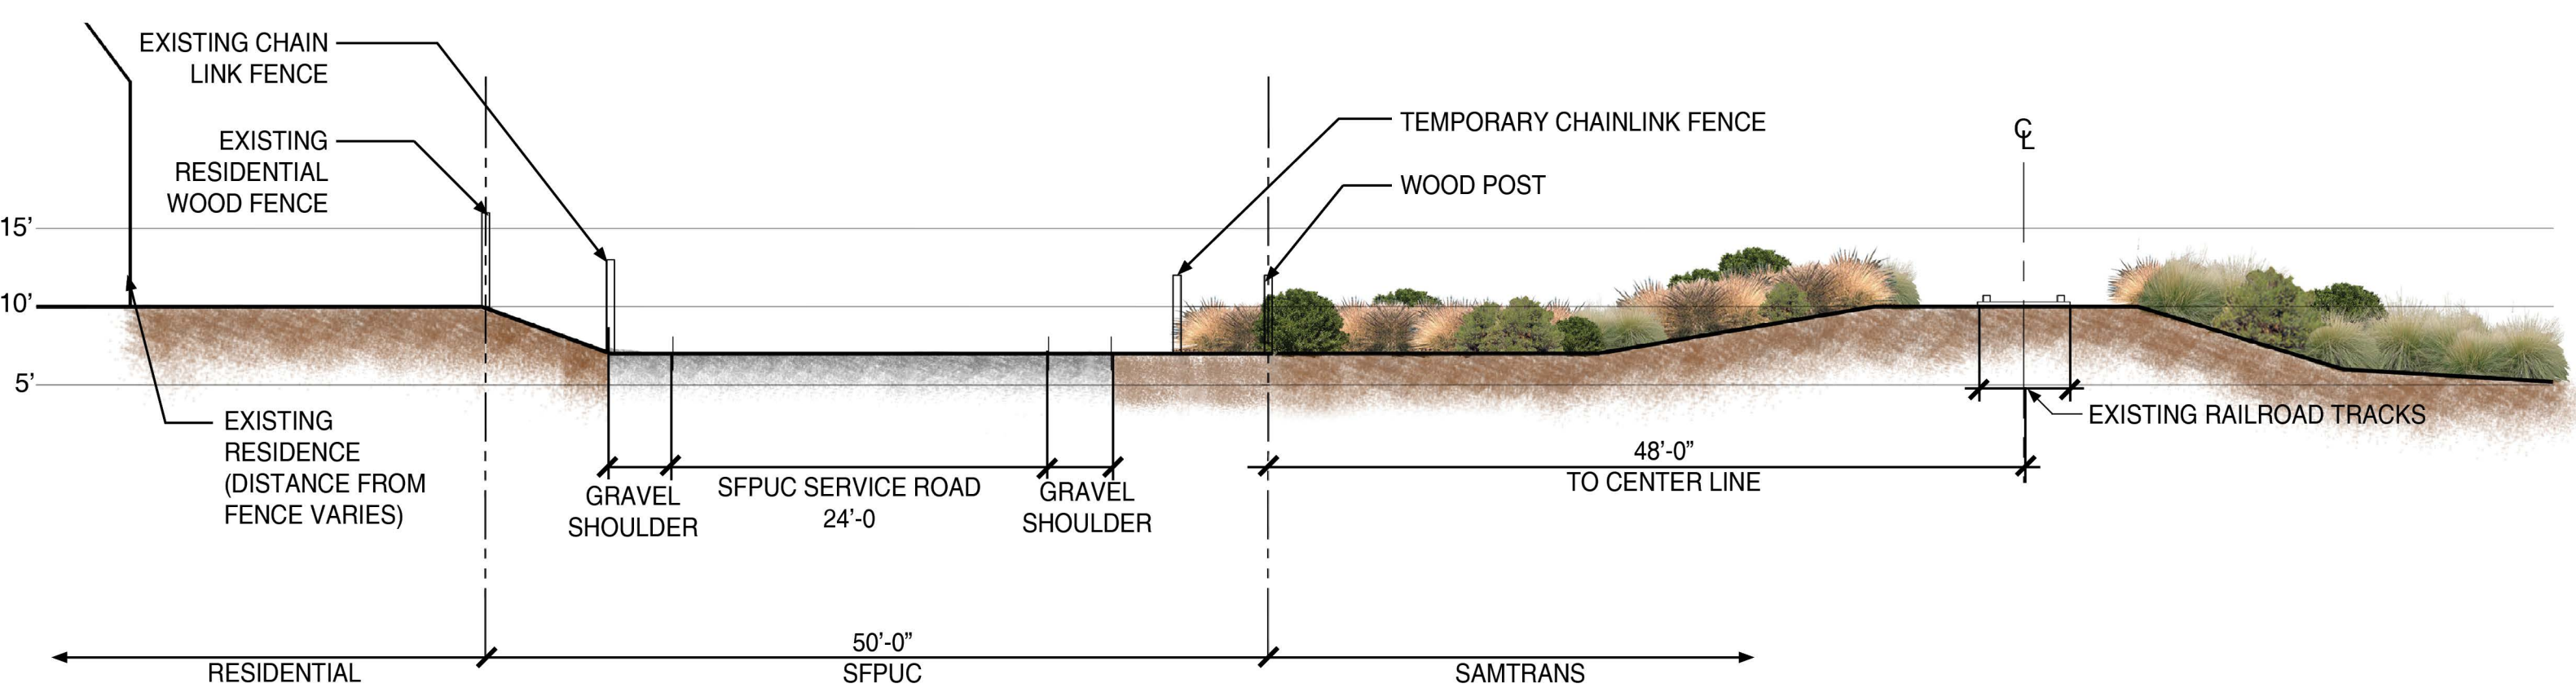 EXISTING CHAIN
LINK FENCE
EXISTING
RESIDENTIAL
WOOD FENCE
TEMPORARY CHAINLINK FENCE
WOOD POST
℄
15’
10’
5’
EXISTING
RESIDENCE
(DISTANCE FROM
FENCE VARIES)
GRAVEL
SHOULDER
SFPUC SERVICE ROAD
24’-0
GRAVEL
SHOULDER
48’-0”
TO CENTER LINE
EXISTING RAILROAD TRACKS
RESIDENTIAL
50’-0”
SFPUC
SAMTRANS